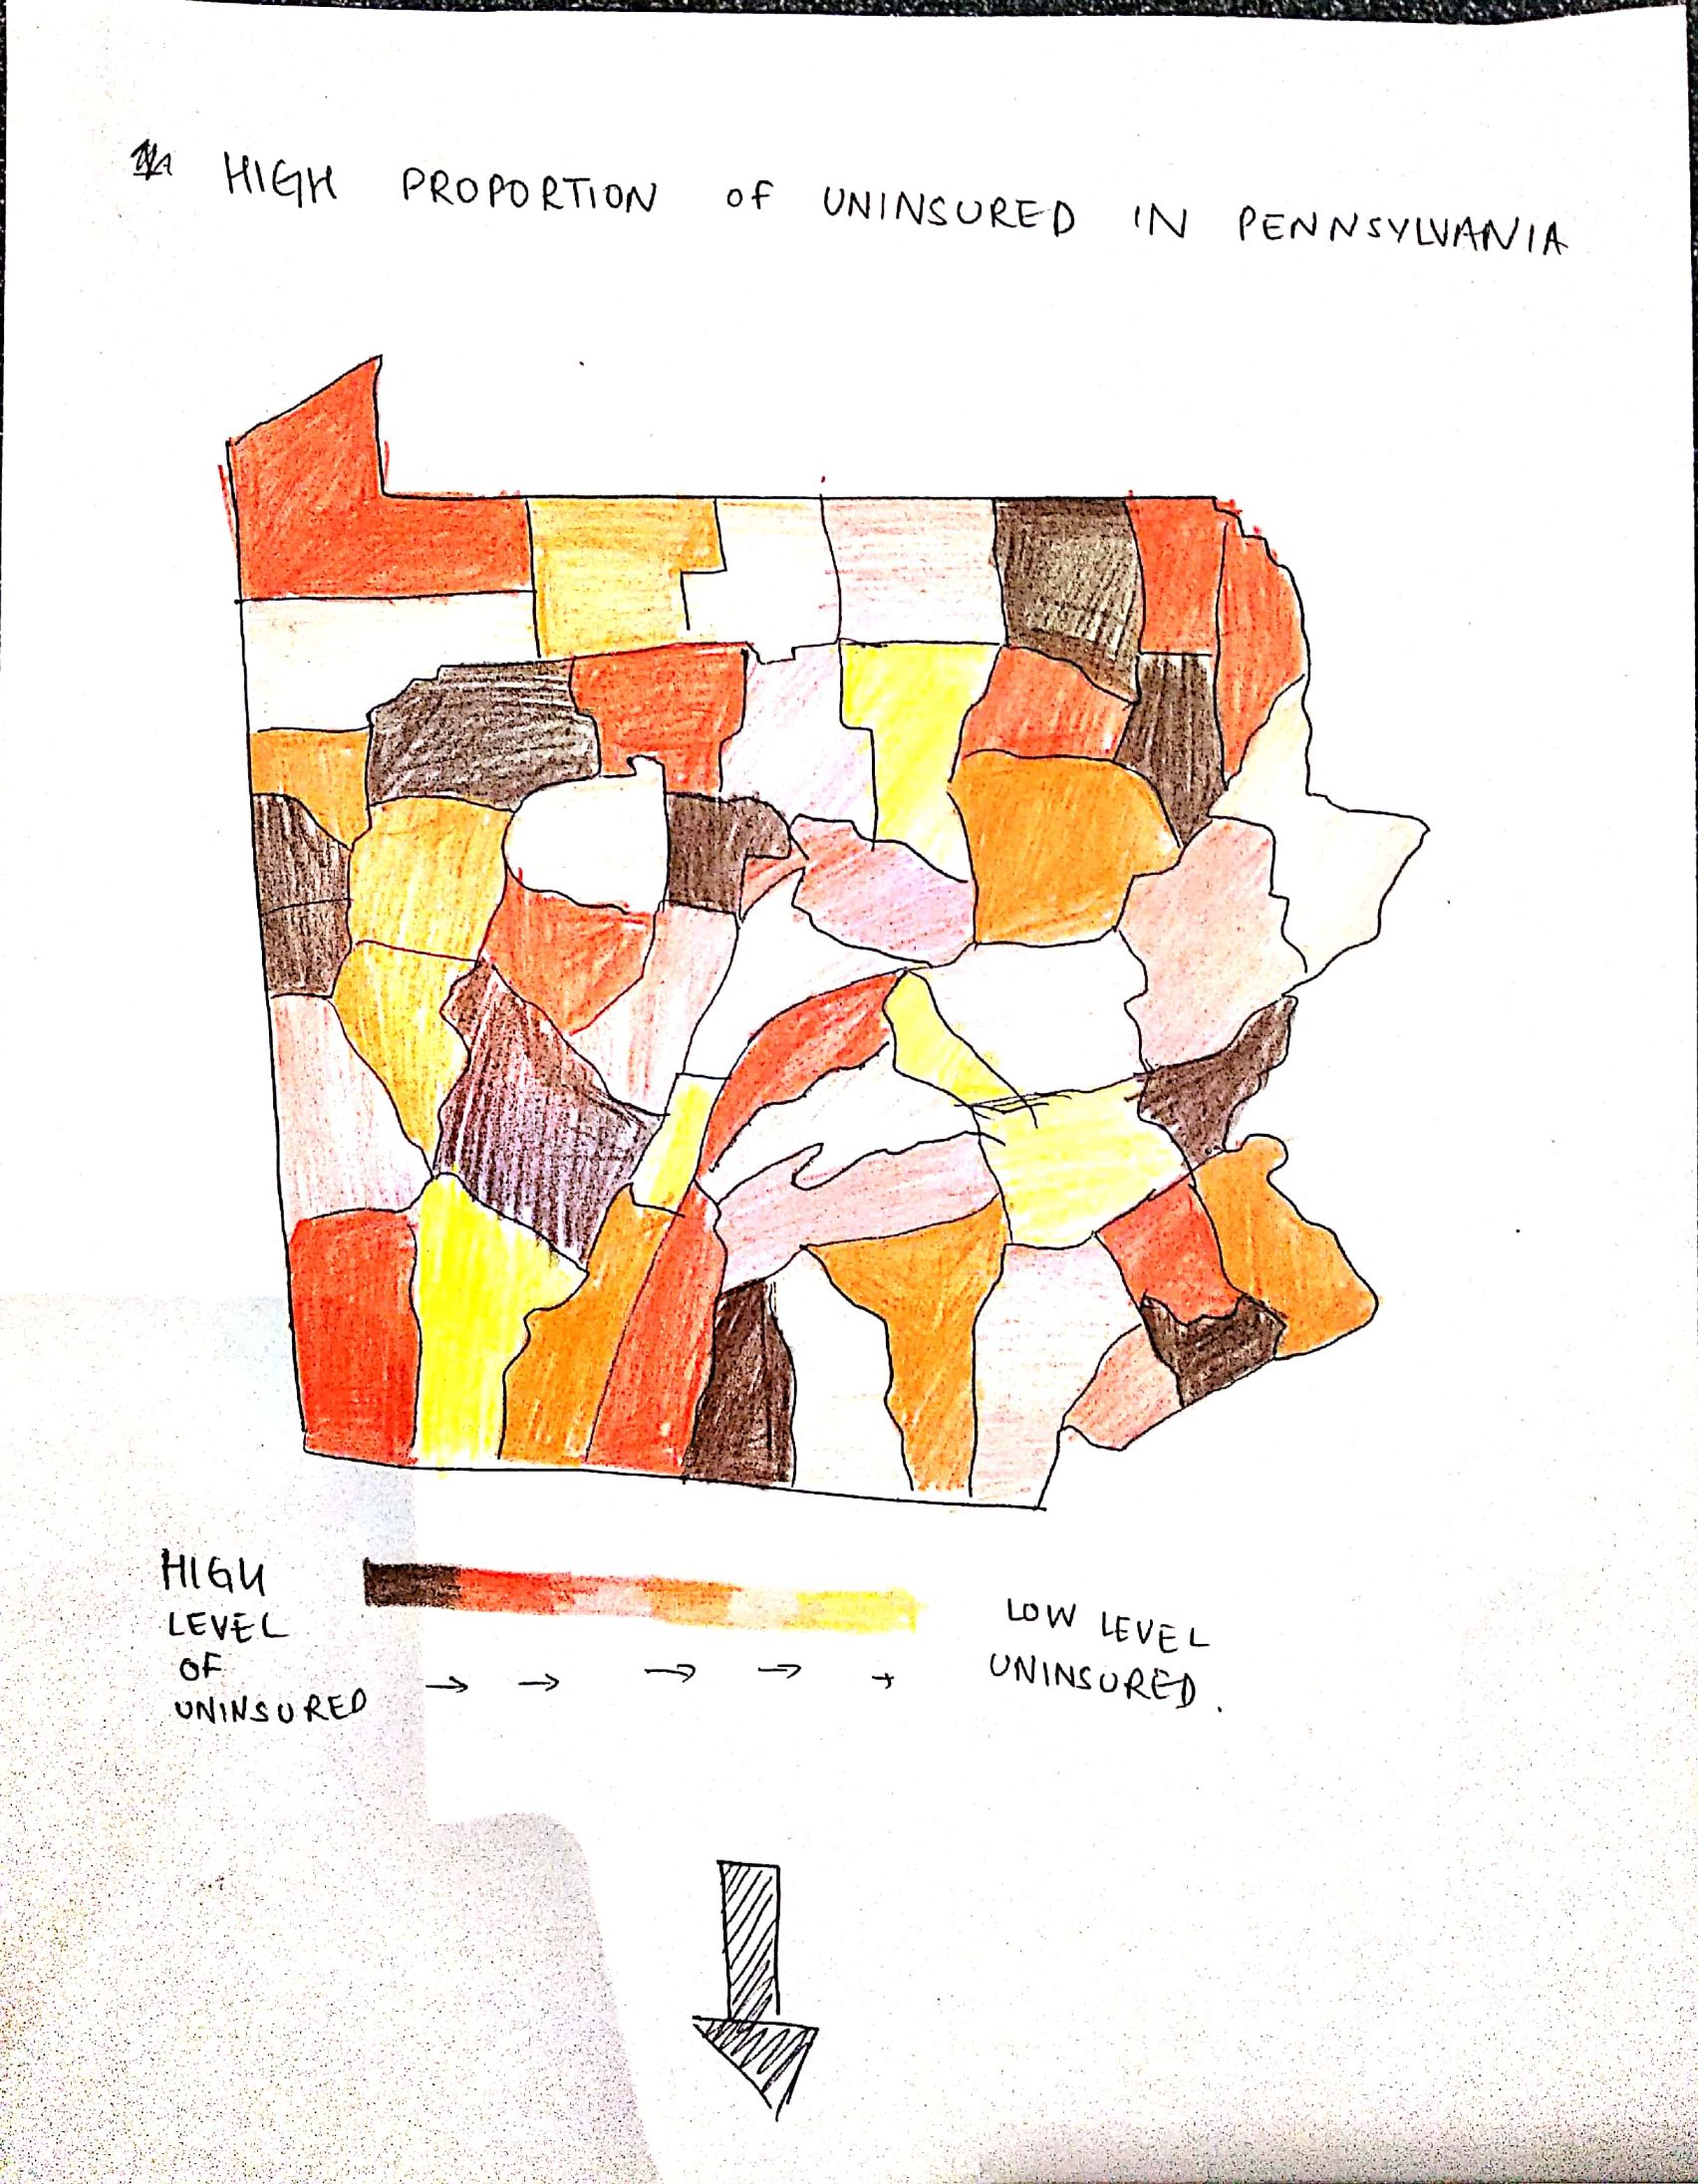 HIGH PROPORTION OF UNINSURED IN PENNSYLVANIA
HIGH
LEVEL
OF
UNINSURED
LOW LEVEL
UNINSURED.